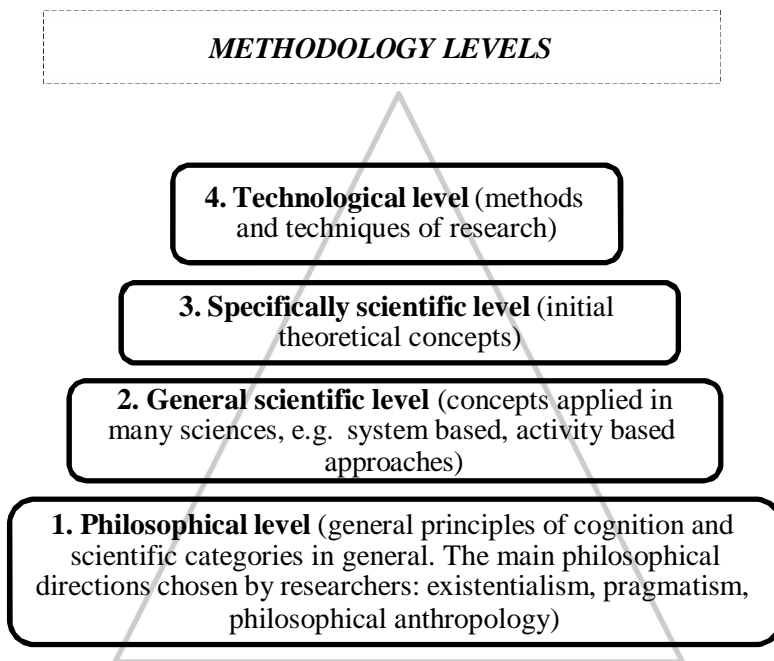 METHODOLOGY LEVELS
4. Technological level (methods
and techniques of research)
3. Specifically scientific level (initial
theoretical concepts)
2. General scientific level (concepts applied in
many sciences, e.g. system based, activity based
approaches)
1. Philosophical level (general principles of cognition and
scientific categories in general. The main philosophical
directions chosen by researchers: existentialism, pragmatism,
philosophical anthropology)